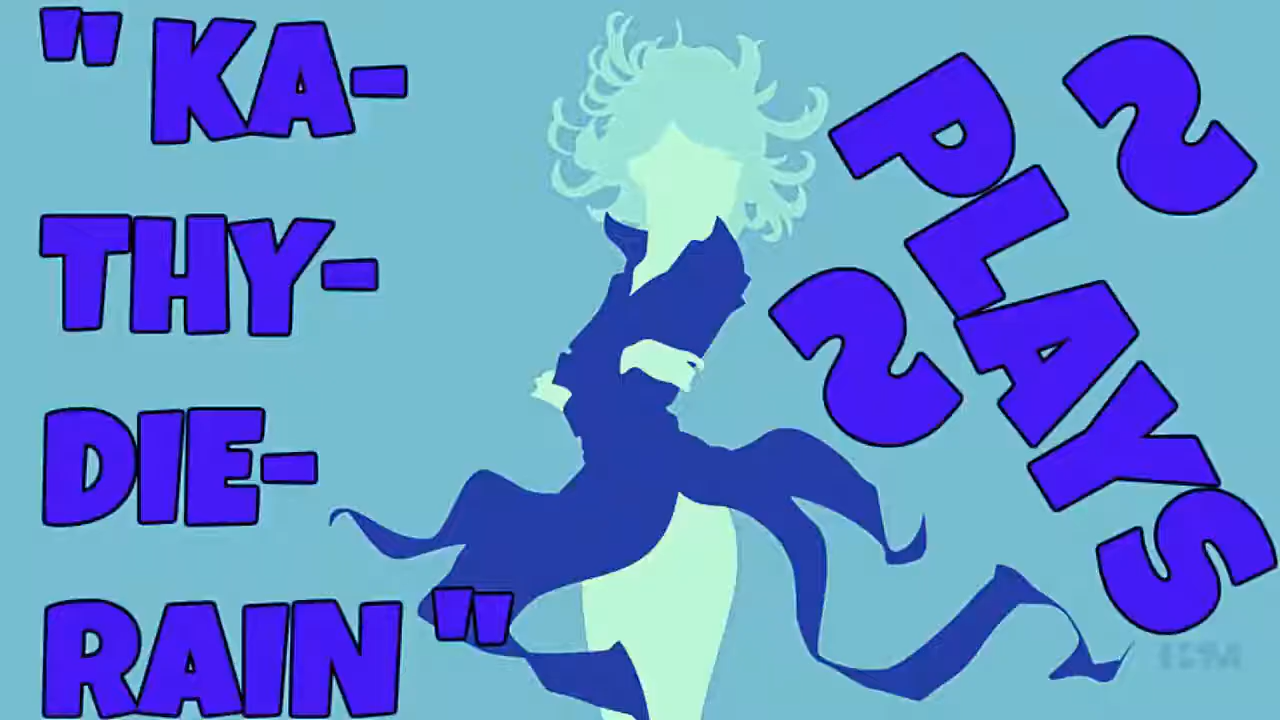 " KA-
THY-
DIE-
RAIN "
~
PLAYS
~